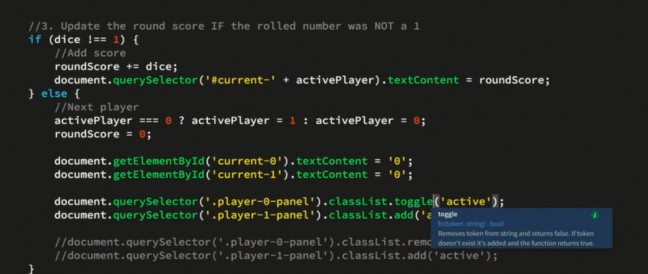 //3. Update the round score IF the rolled number was NOT a 1
if (dice !== 1) {
//Add score
roundScore += dice;
document.querySelector('#current-' + activePlayer).textContent = roundScore;
} else {
//Next player
activePlayer === 0 ? activePlayer = 1 : activePlayer = 0;
roundScore = 0;
document.getElementById('current-0').textContent = '0';
document.getElementById('current-1').textContent = '0';
document.querySelector('.player-0-panel').classList.toggle('active');
document.querySelector('.player-1-panel').classList.add('a
toggle i
fn(token: string) : bool
Removes token from string and returns false. If token
doesn't exist it's added and the function returns true.
//document.querySelector('.player-0-panel').classList.remo
//document.querySelector('.player-1-panel').classList.add('active');
}